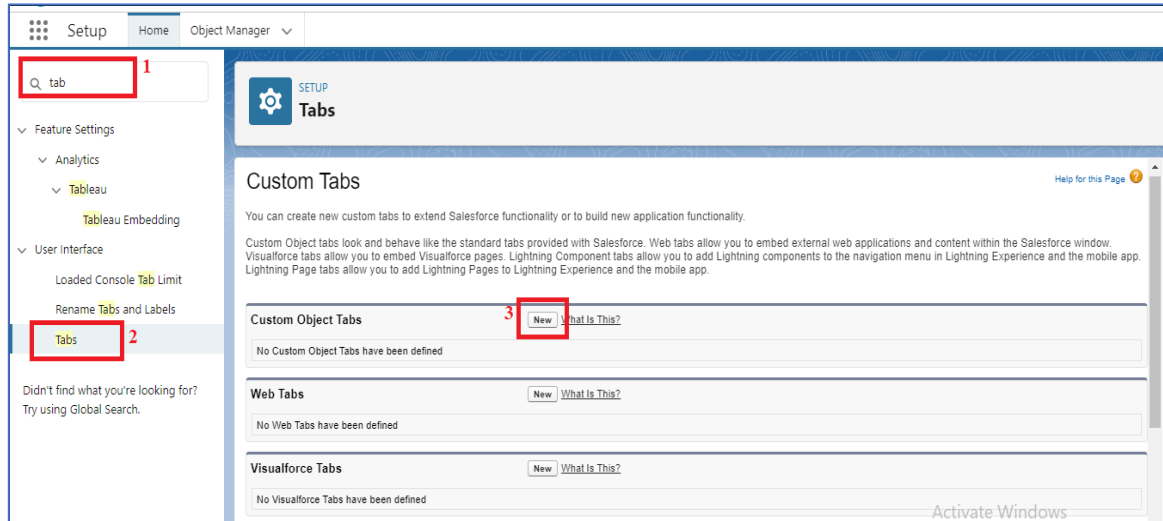 Setup
Home
Object Manager
1
tab
Feature Settings
Analytics
Tableau
Tableau Embedding
User Interface
Loaded Console Tab Limit
Rename Tabs and Labels
Tabs
2
Didn't find what you're looking for?
Try using Global Search.
SETUP
Tabs
Custom Tabs
Help for this Page ?
You can create new custom tabs to extend Salesforce functionality or to build new application functionality.
Custom Object tabs look and behave like the standard tabs provided with Salesforce. Web tabs allow you to embed external web applications and content within the Salesforce window.
Visualforce tabs allow you to embed Visualforce pages. Lightning Component tabs allow you to add Lightning components to the navigation menu in Lightning Experience and the mobile app.
Lightning Page tabs allow you to add Lightning Pages to Lightning Experience and the mobile app.
Custom Object Tabs
3
New
What Is This?
No Custom Object Tabs have been defined
Web Tabs
New
What Is This?
No Web Tabs have been defined
Visualforce Tabs
New
What Is This?
No Visualforce Tabs have been defined
Activate Windows